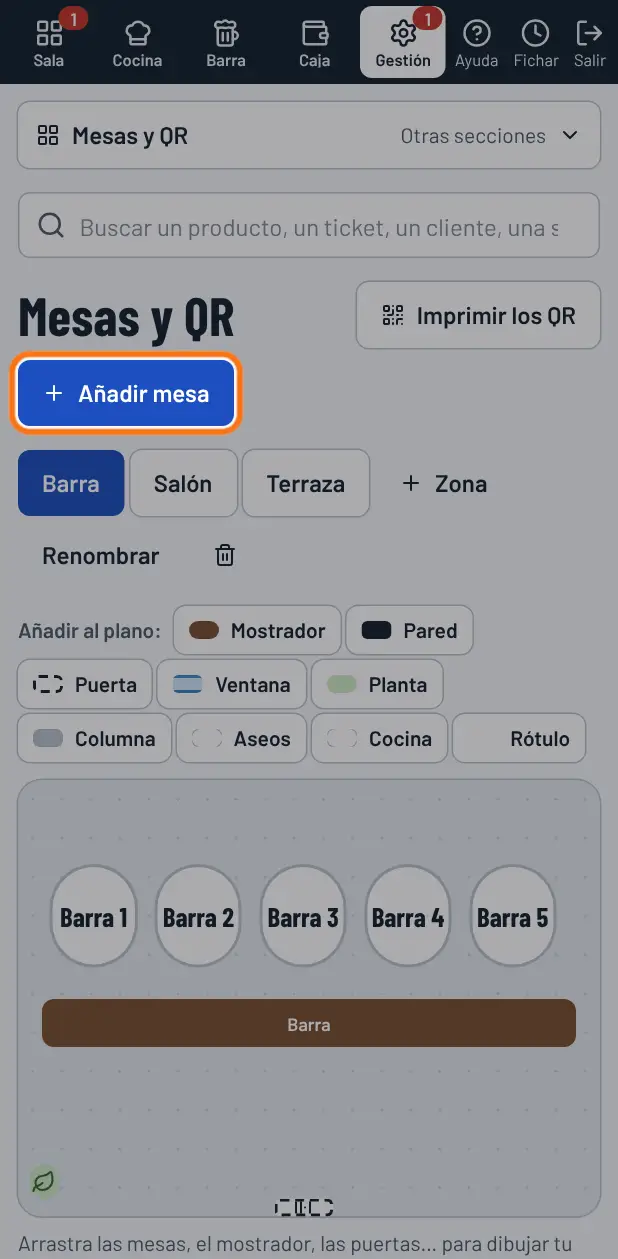 1
1
Sala
Cocina
Barra
Caja
Gestión
Ayuda
Fichar
Salir
Mesas y QR
Otras secciones
Buscar un producto, un ticket, un cliente, una s
Mesas y QR
Imprimir los QR
+ Añadir mesa
Barra
Salón
Terraza
+ Zona
Renombrar
Añadir al plano:
Mostrador
Pared
Puerta
Ventana
Planta
Columna
Aseos
Cocina
Rótulo
Barra 1
Barra 2
Barra 3
Barra 4
Barra 5
Barra
Arrastra las mesas, el mostrador, las puertas... para dibujar tu